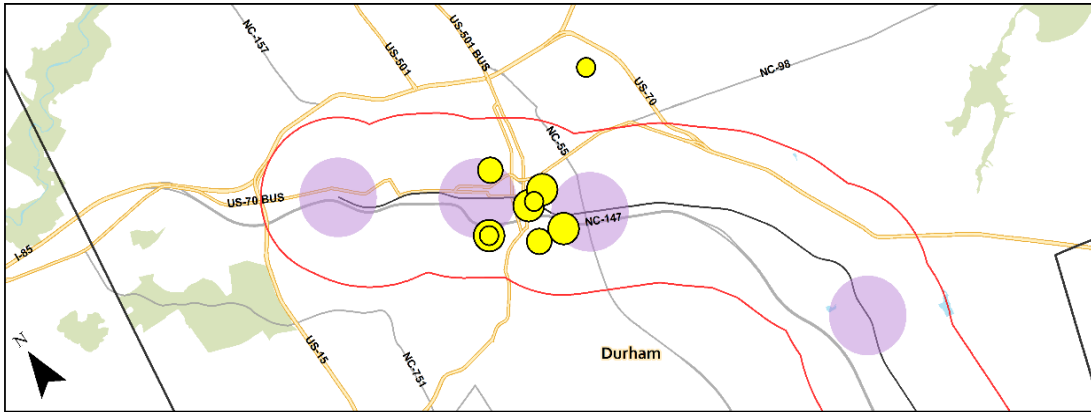 NC-157
US-501
US-501 BUS
NC-98
US-70
NC-55
US-70 BUS
NC-147
I-85
N
US-15
NC-751
Durham